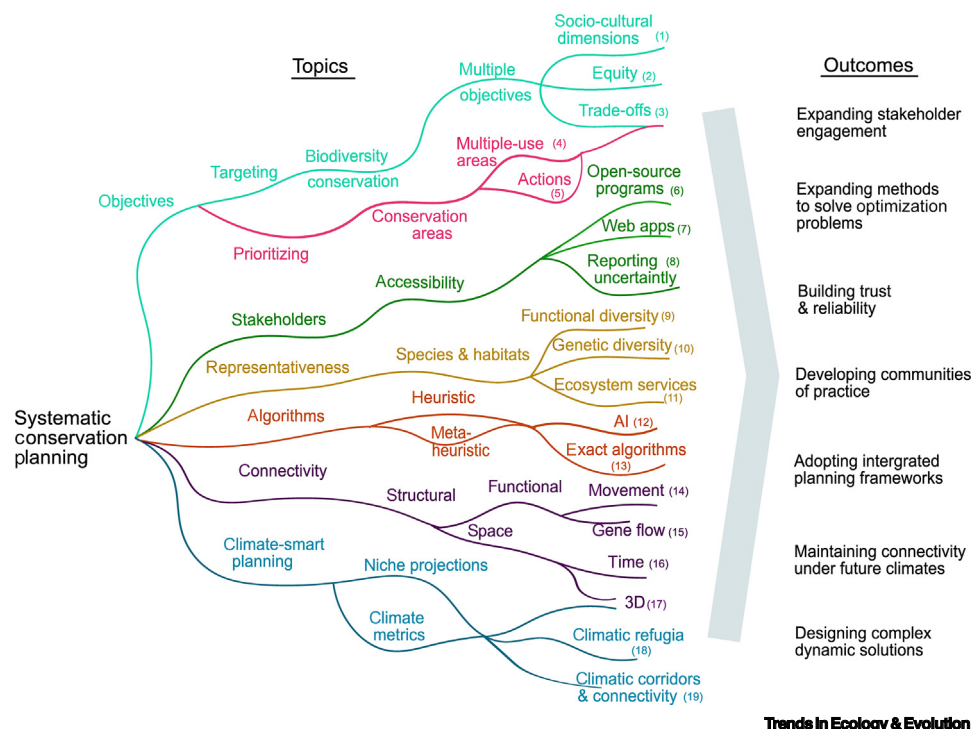 Topics
Outcomes
Socio-cultural
dimensions (1)
Multiple
objectives
Equity (2)
Trade-offs (3)
Multiple-use (4)
areas
Actions
(5)
Biodiversity
conservation
Targeting
Objectives
Prioritizing
Conservation
areas
Open-source
programs (6)
Web apps (7)
Reporting (8)
uncertaintly
Accessibility
Stakeholders
Functional diversity (9)
Genetic diversity (10)
Ecosystem services
(11)
Species & habitats
Representativeness
Systematic
conservation
planning
Algorithms
Heuristic
Meta-
heuristic
AI (12)
Exact algorithms
(13)
Connectivity
Structural
Functional
Movement (14)
Gene flow (15)
Space
Time (16)
3D (17)
Climate-smart
planning
Niche projections
Climate
metrics
Climatic refugia
(18)
Climatic corridors
& connectivity (19)
Expanding stakeholder
engagement
Expanding methods
to solve optimization
problems
Building trust
& reliability
Developing communities
of practice
Adopting intergrated
planning frameworks
Maintaining connectivity
under future climates
Designing complex
dynamic solutions
Trends in Ecology & Evolution